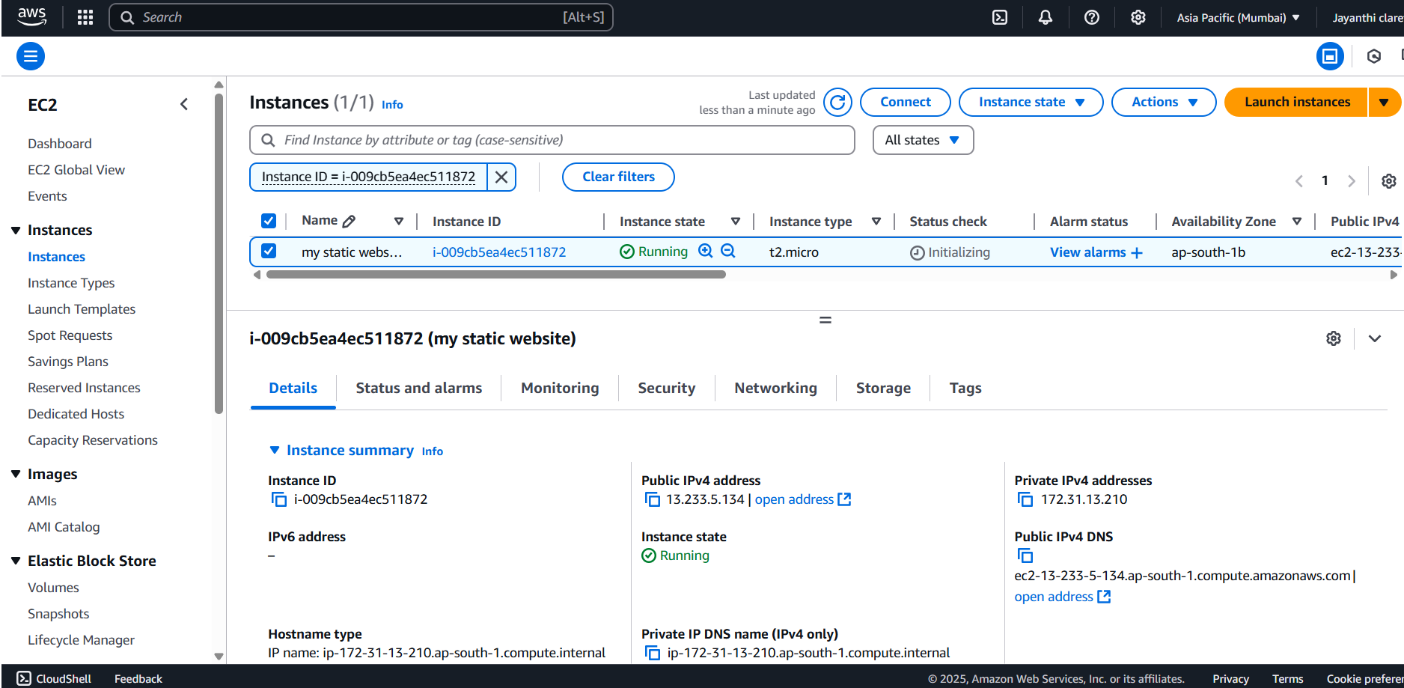 aws
Search [Alt+S]
Asia Pacific (Mumbai)
Jayanthi clare
EC2
Dashboard
EC2 Global View
Events
Instances
Instances
Instance Types
Launch Templates
Spot Requests
Savings Plans
Reserved Instances
Dedicated Hosts
Capacity Reservations
Images
AMIs
AMI Catalog
Elastic Block Store
Volumes
Snapshots
Lifecycle Manager
Instances (1/1) Info
Last updated
less than a minute ago
Connect
Instance state
Actions
Launch instances
Find Instance by attribute or tag (case-sensitive)
All states
Instance ID = i-009cb5ea4ec511872
Clear filters
1
Name Instance ID Instance state Instance type Status check Alarm status Availability Zone Public IPv4
my static webs... i-009cb5ea4ec511872 Running t2.micro Initializing View alarms + ap-south-1b ec2-13-233-
i-009cb5ea4ec511872 (my static website)
Details Status and alarms Monitoring Security Networking Storage Tags
Instance summary Info
Instance ID
i-009cb5ea4ec511872
Public IPv4 address
13.233.5.134 | open address
Private IPv4 addresses
172.31.13.210
IPv6 address
–
Instance state
Running
Public IPv4 DNS
ec2-13-233-5-134.ap-south-1.compute.amazonaws.com |
open address
Hostname type
IP name: ip-172-31-13-210.ap-south-1.compute.internal
Private IP DNS name (IPv4 only)
ip-172-31-13-210.ap-south-1.compute.internal
CloudShell Feedback © 2025, Amazon Web Services, Inc. or its affiliates. Privacy Terms Cookie prefere